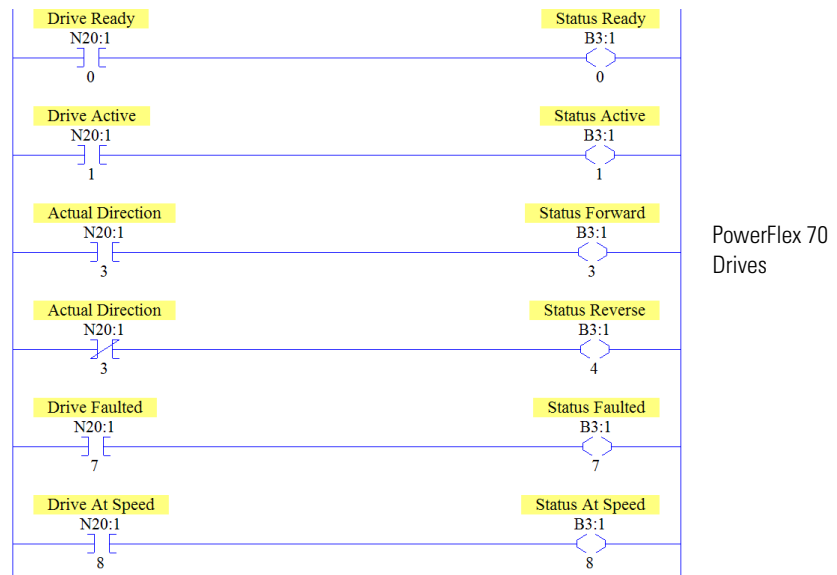 Drive Ready Status Ready
N20:1 B3:1
0 0
Drive Active Status Active
N20:1 B3:1
1 1
Actual Direction Status Forward
N20:1 B3:1
3 3
PowerFlex 70
Drives
Actual Direction Status Reverse
N20:1 B3:1
3 4
Drive Faulted Status Faulted
N20:1 B3:1
7 7
Drive At Speed Status At Speed
N20:1 B3:1
8 8